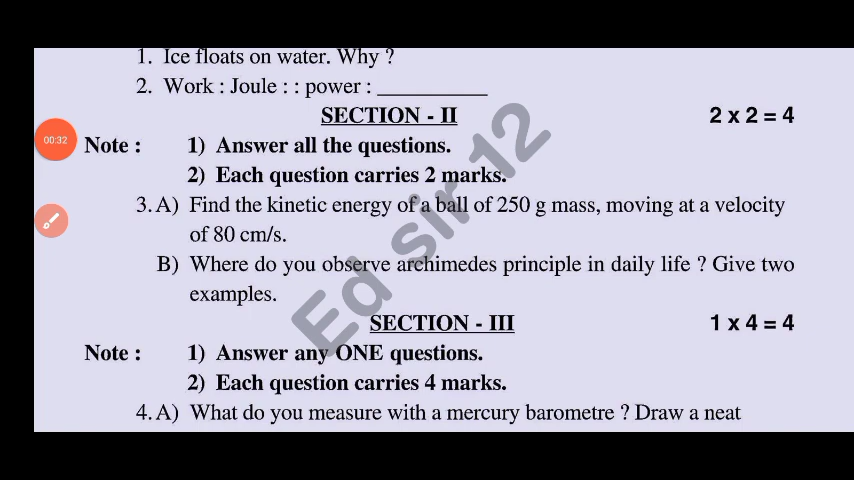 1. Ice floats on water. Why ?
2. Work : Joule : : power : __________
SECTION - II 2 x 2 = 4
00:32
Note : 1) Answer all the questions.
2) Each question carries 2 marks.
3. A) Find the kinetic energy of a ball of 250 g mass, moving at a velocity
of 80 cm/s.
B) Where do you observe archimedes principle in daily life ? Give two
examples.
Ed sir 12
SECTION - III 1 x 4 = 4
Note : 1) Answer any ONE questions.
2) Each question carries 4 marks.
4. A) What do you measure with a mercury barometre ? Draw a neat